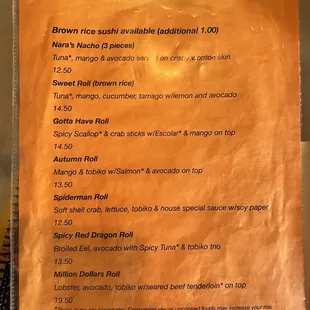 Brown rice sushi available (additional 1.00)
Nara's Nacho (3 pieces)
Tuna*, mango & avocado served on crispy wonton skin
12.50
Sweet Roll (brown rice)
Tuna*, mango, cucumber, tamago w/lemon and avocado
14.50
Gotta Have Roll
Spicy Scallop* & crab sticks w/Escolar* & mango on top
14.50
Autumn Roll
Mango & tobiko w/Salmon* & avocado on top
13.50
Spiderman Roll
Soft shell crab, lettuce, tobiko & house special sauce w/soy paper
12.50
Spicy Red Dragon Roll
Broiled Eel, avocado with Spicy Tuna* & tobiko trio
13.50
Million Dollars Roll
Lobster, avocado, tobiko w/seared beef tenderloin* on top
19.50
may increase your risk